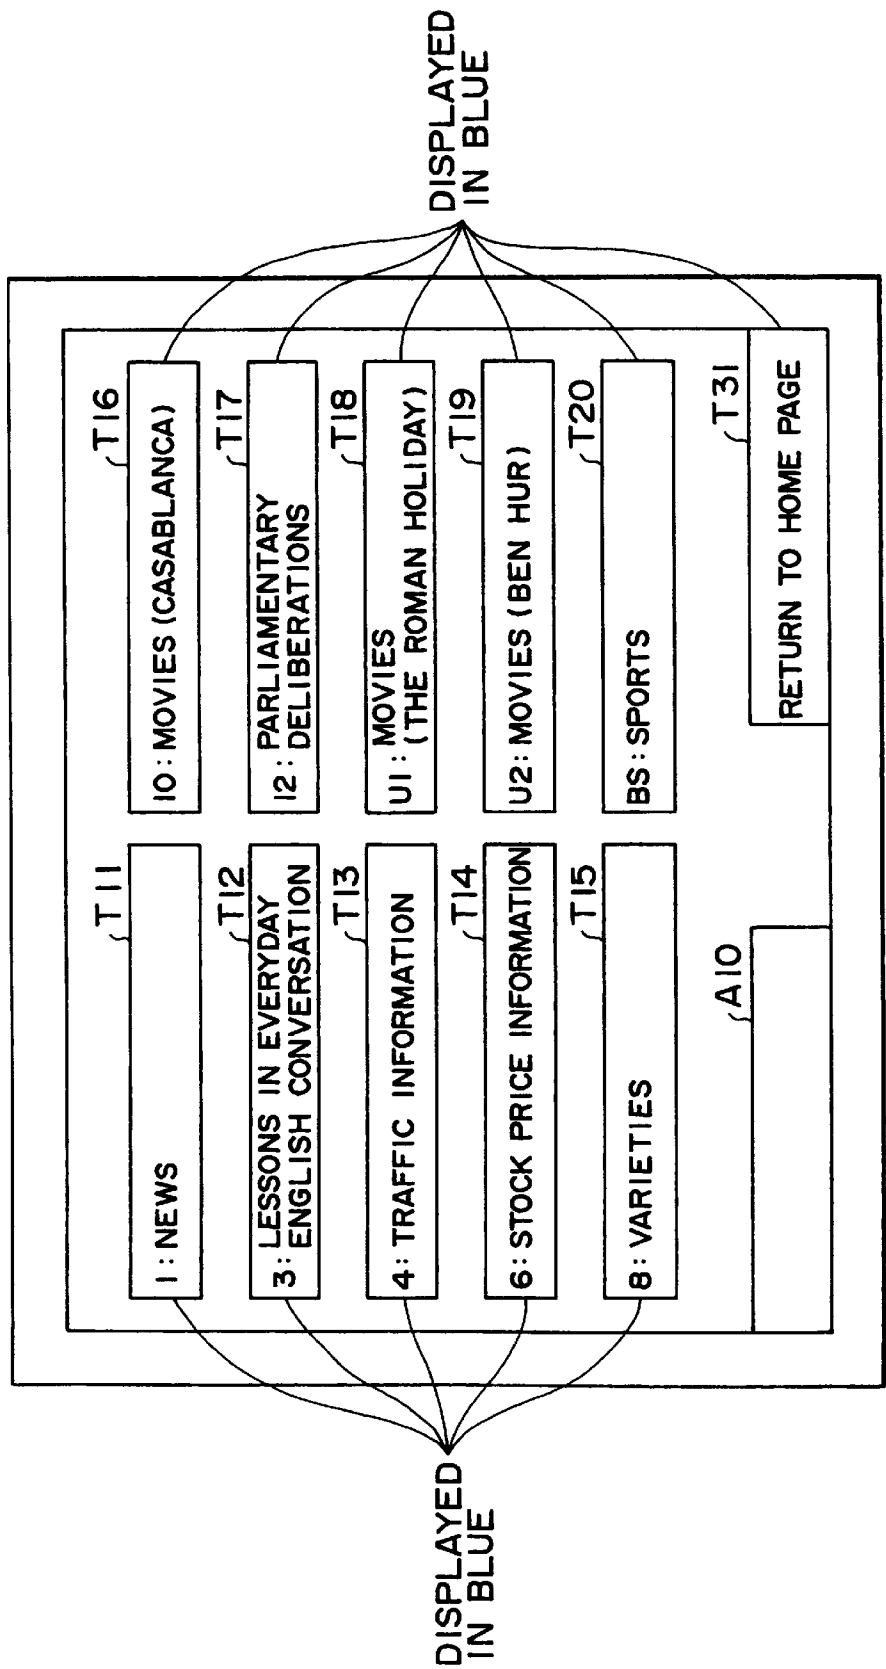 T11
1: NEWS
T12
3: LESSONS IN EVERYDAY
ENGLISH CONVERSATION
T13
4: TRAFFIC INFORMATION
T14
6: STOCK PRICE INFORMATION
T15
8: VARIETIES
A10
DISPLAYED
IN BLUE
T16
10: MOVIES (CASABLANCA)
T17
12: PARLIAMENTARY
DELIBERATIONS
T18
U1: MOVIES
(THE ROMAN HOLIDAY)
T19
U2: MOVIES (BEN HUR)
T20
BS: SPORTS
T31
RETURN TO HOME PAGE
DISPLAYED
IN BLUE